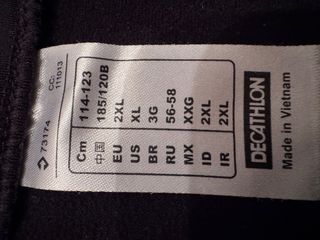 CC:
111013
73174
Cm 114-123
中国 185/120B
EU 2XL
US XL
BR 3G
RU 56-58
MX XXG
ID 2XL
IR 2XL
DECATHLON
Made in Vietnam